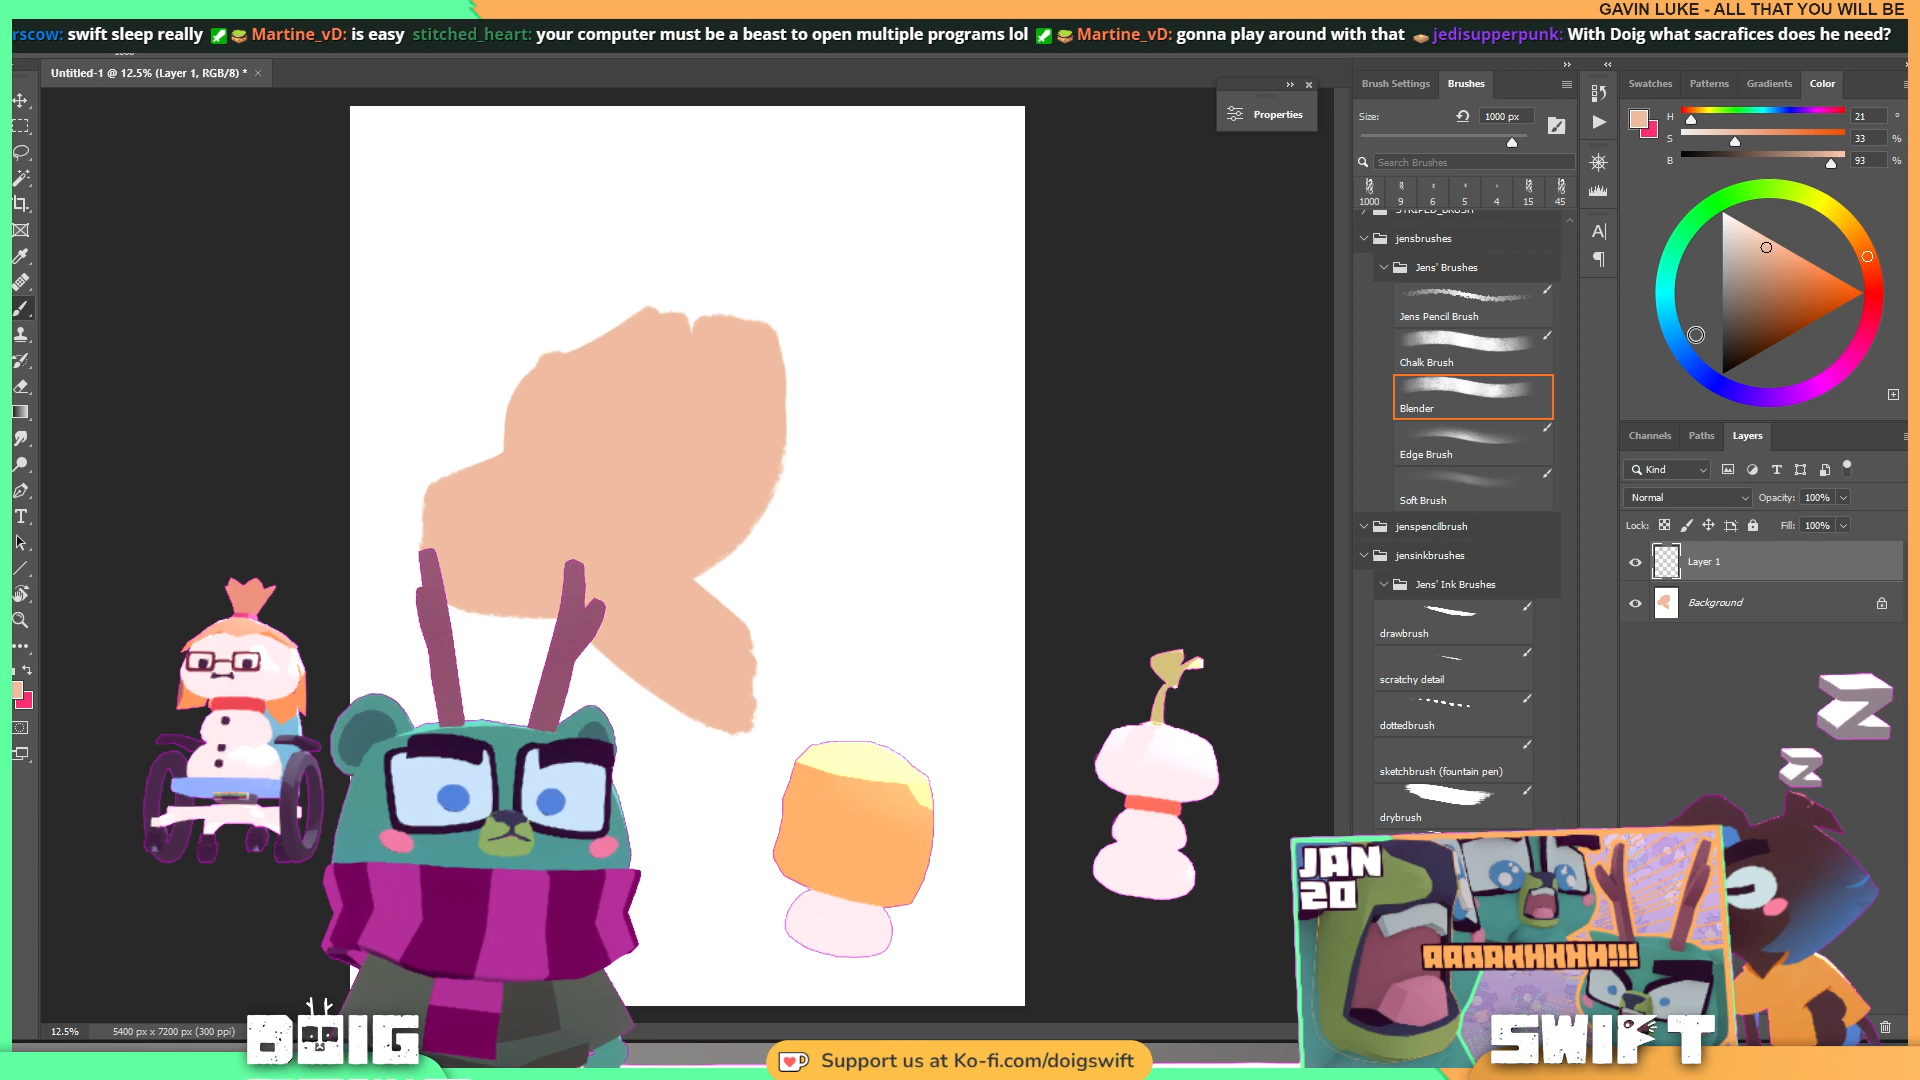 GAVIN LUKE - ALL THAT YOU WILL BE
rscow: swift sleep really Martine_vD: is easy stitched_heart: your computer must be a beast to open multiple programs lol Martine_vD: gonna play around with that jedisupperpunk: With Doig what sacrafices does he need?
Untitled-1 @ 12.5% (Layer 1, RGB/8) *
Properties
Brush Settings Brushes
Size: 1000 px
Search Brushes
1000 9 6 5 4 15 45
STRIPED_BRUSH
jensbrushes
Jens' Brushes
Jens Pencil Brush
Chalk Brush
Blender
Edge Brush
Soft Brush
jenspencilbrush
jensinkbrushes
Jens' Ink Brushes
drawbrush
scratchy detail
dottedbrush
sketchbrush (fountain pen)
drybrush
Swatches Patterns Gradients Color
H 21 °
S 33 %
B 93 %
Channels Paths Layers
Kind
Normal Opacity: 100%
Lock: Fill: 100%
Layer 1
Background
Z
Z
JAN
20
AAAAHHHHHH!!!
12.5% 5400 px x 7200 px (300 ppi)
DOIG
SWIFT
Support us at Ko-fi.com/doigswift